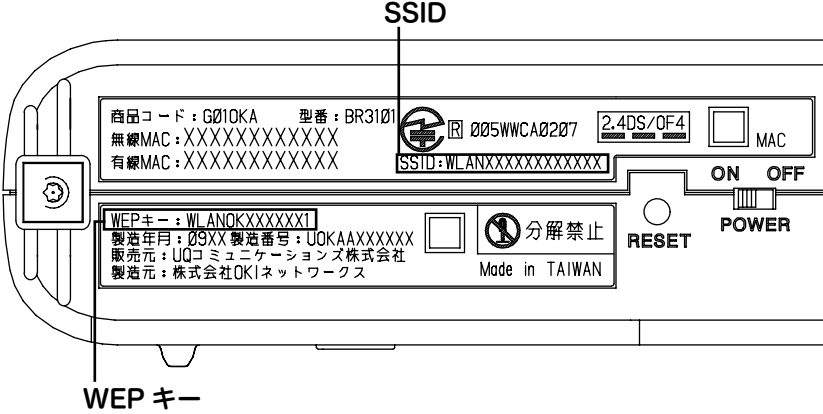 SSID
商品コード：GØ10KA 型番：BR31Ø1
R ØØ5WWCAØ2Ø7
2.4DS/OF4
MAC
無線MAC：XXXXXXXXXXXX
有線MAC：XXXXXXXXXXXX
SSID:WLANXXXXXXXXXXXX
ON OFF
POWER
RESET
WEPキー：WLANOKXXXXXX1
製造年月：Ø9XX 製造番号：UOKAAXXXXXX
販売元：UQコミュニケーションズ株式会社
製造元：株式会社OKIネットワークス
分解禁止
Made in TAIWAN
WEP キー